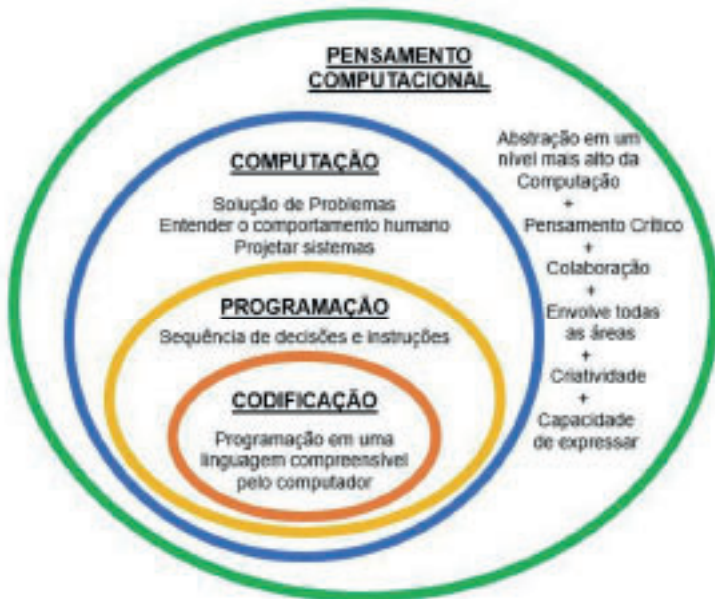 PENSAMENTO
COMPUTACIONAL
COMPUTAÇÃO
Solução de Problemas
Entender o comportamento humano
Projetar sistemas
PROGRAMAÇÃO
Sequência de decisões e instruções
CODIFICAÇÃO
Programação em uma
linguagem compreensível
pelo computador
Abstração em um
nível mais alto da
Computação
+
Pensamento Crítico
+
Colaboração
+
Envolve todas
as áreas
+
Criatividade
+
Capacidade
de expressar